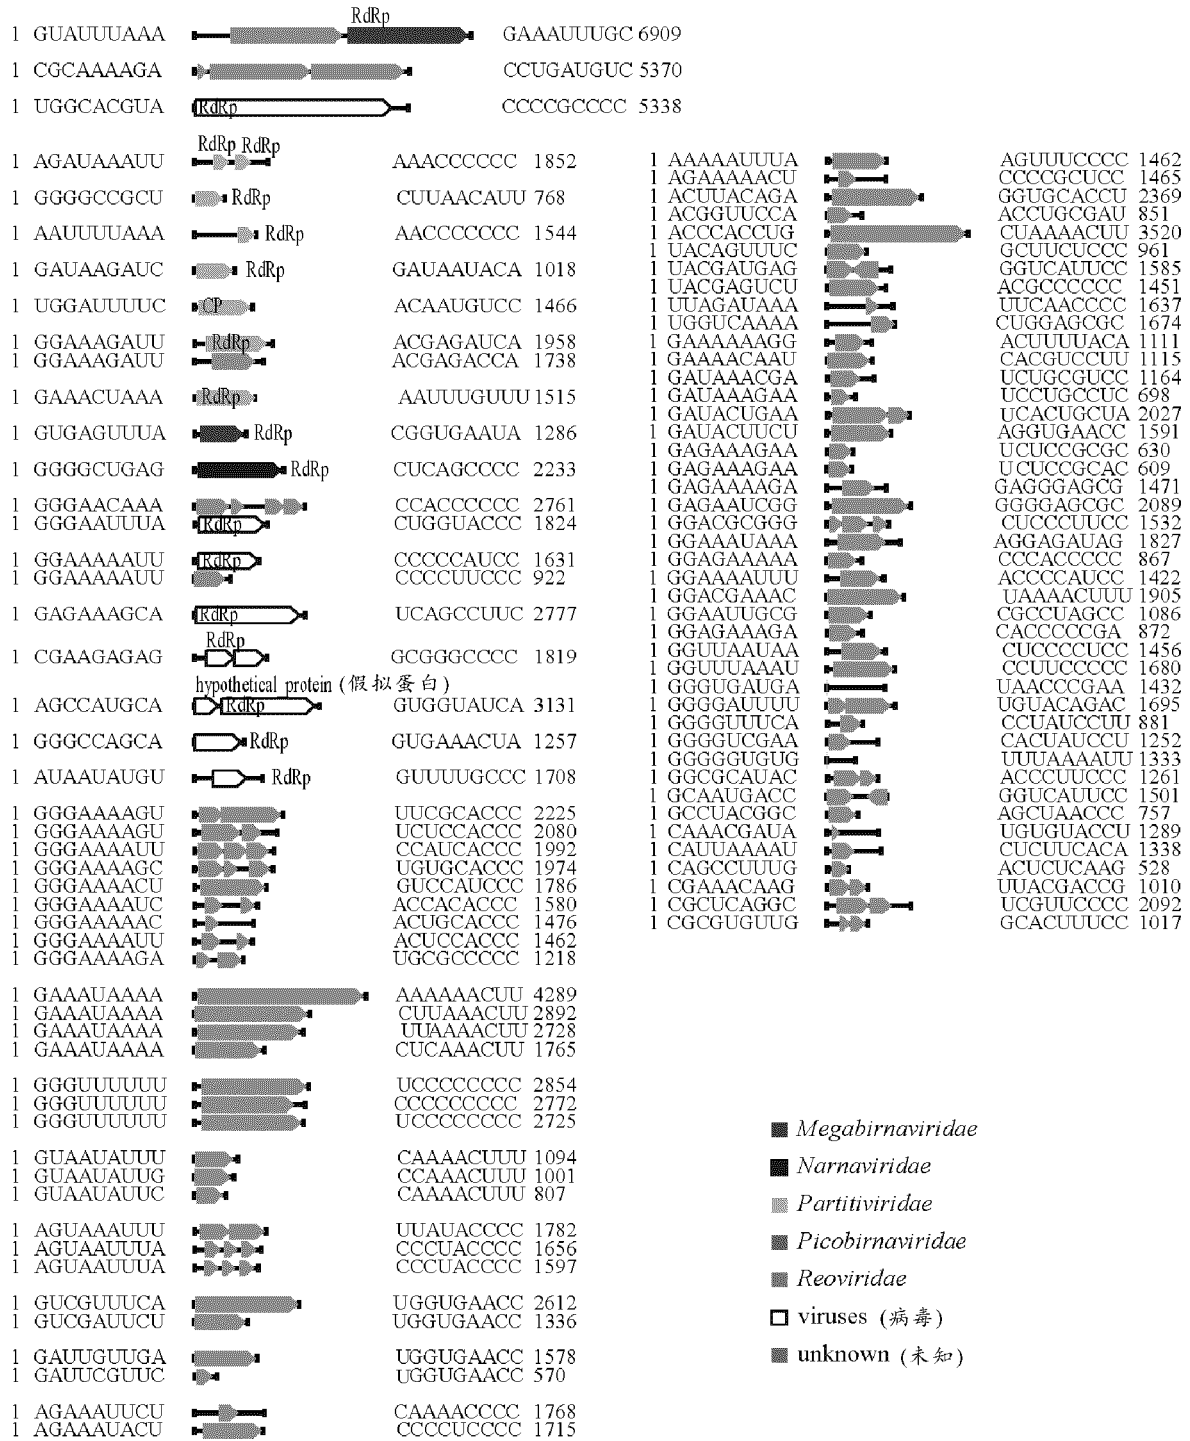 RdRp
1 GUAUUUAAA GAAAUUUGC 6909
1 CGCAAAAGA CCUGAUGUC 5370
1 UGGCACGUA RdRp CCCCGCCCC 5338
RdRp RdRp
1 AGAUAAAUU AAACCCCCC 1852
1 GGGGCCGCU RdRp CUUAACAUU 768
1 AAUUUUAAA RdRp AACCCCCCC 1544
1 GAUAAGAUC RdRp GAUAAUACA 1018
1 UGGAUUUUC CP ACAAUGUCC 1466
1 GGAAAGAUU RdRp ACGAGAUCA 1958
1 GGAAAGAUU ACGAGACCA 1738
1 GAAACUAAA RdRp AAUUUGUUU 1515
1 GUGAGUUUA RdRp CGGUGAAUA 1286
1 GGGGCUGAG RdRp CUCAGCCCC 2233
1 GGGAACAAA CCACCCCCC 2761
1 GGGAAUUUA RdRp CUGGUACCC 1824
1 GGAAAAAUU RdRp CCCCCAUCC 1631
1 GGAAAAAUU CCCCUUCCC 922
1 GAGAAAGCA RdRp UCAGCCUUC 2777
RdRp
1 CGAAGAGAG GCGGGCCCC 1819
hypothetical protein (假拟蛋白)
1 AGCCAUGCA RdRp GUGGUAUCA 3131
1 GGGCCAGCA RdRp GUGAAACUA 1257
1 AUAAUAUGU RdRp GUUUUGCCC 1708
1 GGGAAAAGU UUCGCACCC 2225
1 GGGAAAAGU UCUCCACCC 2080
1 GGGAAAAUU CCAUCACCC 1992
1 GGGAAAAGC UGUGCACCC 1974
1 GGGAAAACU GUCCAUCCC 1786
1 GGGAAAAUC ACCACACCC 1580
1 GGGAAAAAC ACUGCACCC 1476
1 GGGAAAAUU ACUCCACCC 1462
1 GGGAAAAGA UGCGCCCCC 1218
1 GAAAUAAAA AAAAAACUU 4289
1 GAAAUAAAA CUUAAACUU 2892
1 GAAAUAAAA UUAAAACUU 2728
1 GAAAUAAAA CUCAAACUU 1765
1 GGGUUUUUU UCCCCCCCC 2854
1 GGGUUUUUU CCCCCCCCC 2772
1 GGGUUUUUU UCCCCCCCC 2725
1 GUAAUAUUU CAAAACUUU 1094
1 GUAAUAUUG CCAAACUUU 1001
1 GUAAUAUUC CAAAACUUU 807
1 AGUAAAUUU UUAUACCCC 1782
1 AGUAAUUUA CCCUACCCC 1656
1 AGUAAUUUA CCCUACCCC 1597
1 GUCGUUUCA UGGUGAACC 2612
1 GUCGAUUCU UGGUGAACC 1336
1 GAUUGUUGA UGGUGAACC 1578
1 GAUUCGUUC UGGUGAACC 570
1 AGAAAUUCU CAAAACCCC 1768
1 AGAAAUACU CCCCUCCCC 1715
1 AAAAAUUUA AGUUUCCCC 1462
1 AGAAAAACU CCCCGCUCC 1465
1 ACUUACAGA GGUGCACCU 2369
1 ACGGUUCCA ACCUGCGAU 851
1 ACCCACCUG CUAAAACUU 3520
1 UACAGUUUC GCUUCUCCC 961
1 UACGAUGAG GGUCAUUCC 1585
1 UACGAGUCU ACGCCCCCC 1451
1 UUAGAUAAA UUCAACCCC 1637
1 UGGUCAAAA CUGGAGCGC 1674
1 GAAAAAAGG ACUUUUACA 1111
1 GAAAACAAU CACGUCCUU 1115
1 GAUAAACGA UCUGCGUCC 1164
1 GAUAAAGAA UCCUGCCUC 698
1 GAUACUGAA UCACUGCUA 2027
1 GAUACUUCU AGGUGAACC 1591
1 GAGAAAGAA UCUCCGCGC 630
1 GAGAAAGAA UCUCCGCAC 609
1 GAGAAAAGA GAGGGAGCG 1471
1 GAGAAUCGG GGGGAGCGC 2089
1 GGACGCGGG CUCCCUUCC 1532
1 GGAAAUAAA AGGAGAUAG 1827
1 GGAGAAAAA CCCACCCCC 867
1 GGAAAAUUU ACCCCAUCC 1422
1 GGACGAAAC UAAAACUUU 1905
1 GGAAUUGCG CGCCUAGCC 1086
1 GGAGAAAGA CACCCCCGA 872
1 GGUUAAUAA CUCCCCUCC 1456
1 GGUUUAAAU CCUUCCCCC 1680
1 GGGUGAUGA UAACCCGAA 1432
1 GGGGAUUUU UGUACAGAC 1695
1 GGGGUUUCA CCUAUCCUU 881
1 GGGGUCGAA CACUAUCCU 1252
1 GGGGGUGUG UUUAAAAUU 1333
1 GGCGCAUAC ACCCUUCCC 1261
1 GCAAUGACC GGUCAUUCC 1501
1 GCCUACGGC AGCUAACCC 757
1 CAAACGAUA UGUGUACCU 1289
1 CAUUAAAAU CUCUUCACA 1338
1 CAGCCUUUG ACUCUCAAG 528
1 CGAAACAAG UUACGACCG 1010
1 CGCUCAGGC UCGUUCCCC 2092
1 CGCGUGUUG GCACUUUCC 1017
Megabirnaviridae
Narnaviridae
Partitiviridae
Picobirnaviridae
Reoviridae
viruses (病毒)
unknown (未知)